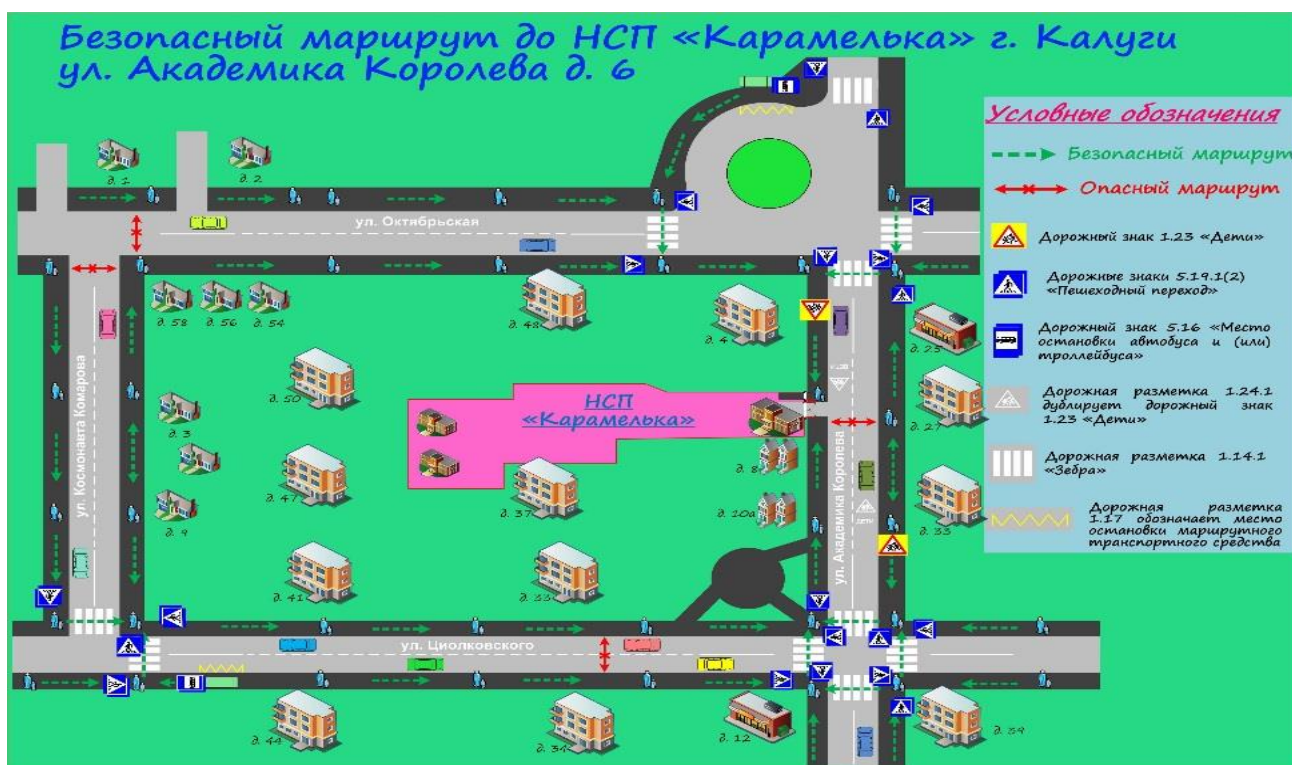 Безопасный маршрут до НСП «Карамелька» г. Калуги
ул. Академика Королева д. 6
Условные обозначения
Безопасный маршрут
Опасный маршрут
Дорожный знак 1.23 «Дети»
Дорожные знаки 5.19.1(2)
«Пешеходный переход»
Дорожный знак 5.16 «Место
остановки автобуса и (или)
троллейбуса»
Дорожная разметка 1.24.1
дублирует дорожный знак
1.23 «Дети»
Дорожная разметка 1.14.1
«Зебра»
Дорожная разметка
1.17 обозначает место
остановки маршрутного
транспортного средства
д. 1
д. 2
ул. Октябрьская
д. 58
д. 56
д. 54
д. 48
д. 4
д. 25
ул. Космонавта Комарова
д. 50
НСП
«Карамелька»
д. 3
д. 27
д. 8
д. 47
д. 37
д. 10а
ул. Академика Королева
ДЕТИ
д. 9
д. 33
д. 41
д. 33
ул. Циолковского
д. 44
д. 34
д. 12
д. 39